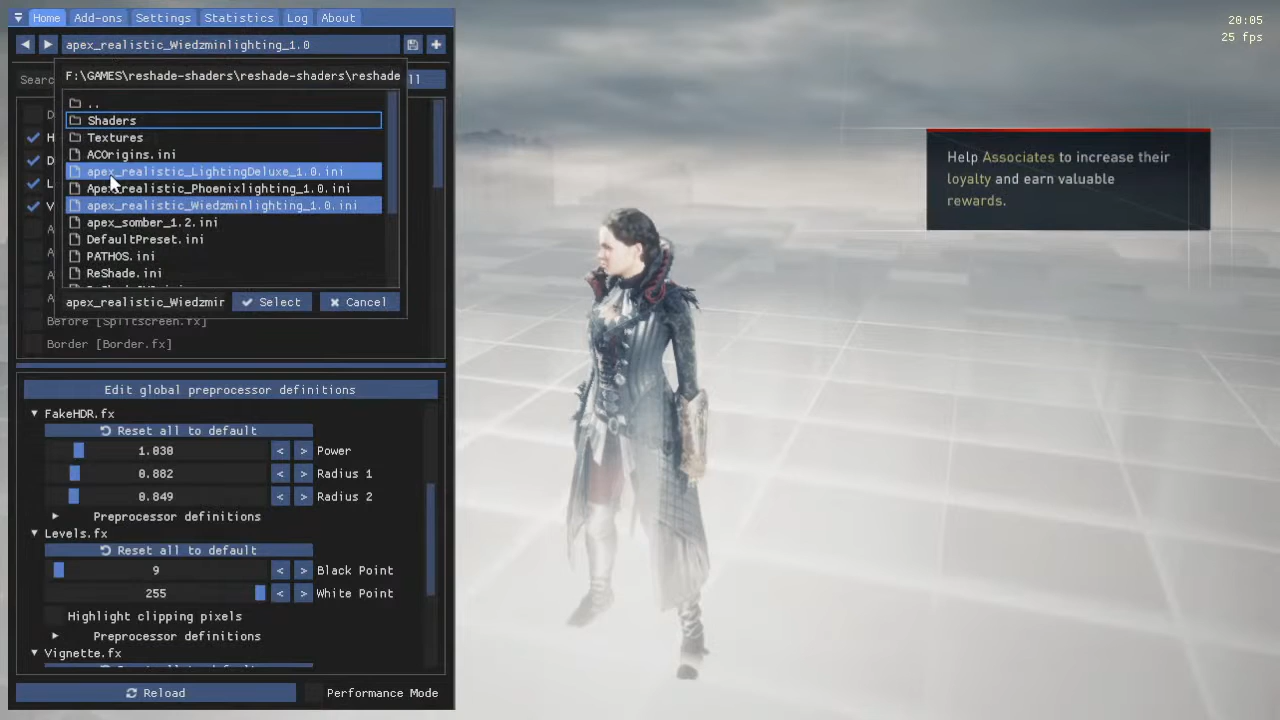 Home Add-ons Settings Statistics Log About
apex_realistic_Wiedzminlighting_1.0
F:\GAMES\reshade-shaders\reshade-shaders\reshade
Searc
ll
..
Shaders
D
Textures
H
ACOrigins.ini
D
apex_realistic_LightingDeluxe_1.0.ini
L
Apex_realistic_Phoenixlighting_1.0.ini
V
apex_realistic_Wiedzminlighting_1.0.ini
apex_somber_1.2.ini
A
DefaultPreset.ini
A
PATHOS.ini
A
ReShade.ini
A
apex_realistic_Wiedzmir Select Cancel
Before [Splitscreen.fx]
Border [Border.fx]
Edit global preprocessor definitions
FakeHDR.fx
Reset all to default
1.030 < > Power
0.882 < > Radius 1
0.849 < > Radius 2
Preprocessor definitions
Levels.fx
Reset all to default
9 < > Black Point
255 < > White Point
Highlight clipping pixels
Preprocessor definitions
Vignette.fx
Reload Performance Mode
20:05
25 fps
Help Associates to increase their
loyalty and earn valuable
rewards.